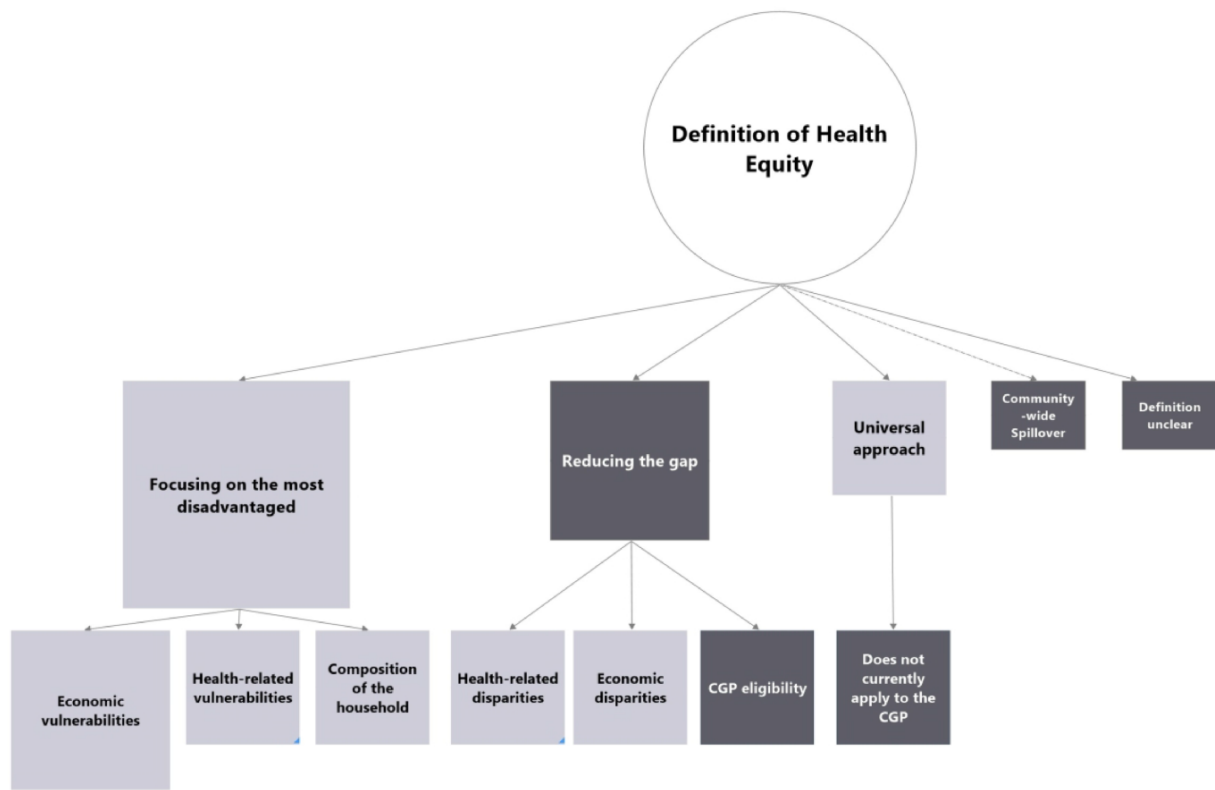 Definition of Health
Equity
Focusing on the most
disadvantaged
Reducing the gap
Universal
approach
Community
-wide
Spillover
Definition
unclear
Economic
vulnerabilities
Health-related
vulnerabilities
Composition
of the
household
Health-related
disparities
Economic
disparities
CGP eligibility
Does not
currently
apply to the
CGP